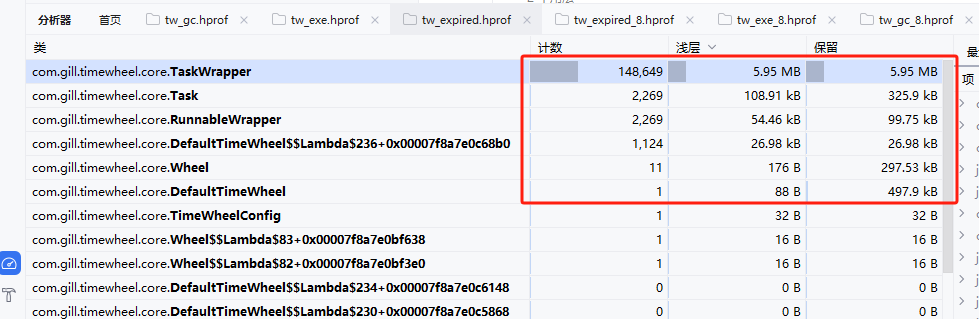 分析器 首页 tw_gc.hprof tw_exe.hprof tw_expired.hprof tw_expired_8.hprof tw_exe_8.hprof tw_gc_8.hprof
类 计数 浅层 保留
com.gill.timewheel.core.TaskWrapper 148,649 5.95 MB 5.95 MB
com.gill.timewheel.core.Task 2,269 108.91 kB 325.9 kB
com.gill.timewheel.core.RunnableWrapper 2,269 54.46 kB 99.75 kB
com.gill.timewheel.core.DefaultTimeWheel$$Lambda$236+0x00007f8a7e0c68b0 1,124 26.98 kB 26.98 kB
com.gill.timewheel.core.Wheel 11 176 B 297.53 kB
com.gill.timewheel.core.DefaultTimeWheel 1 88 B 497.9 kB
com.gill.timewheel.core.TimeWheelConfig 1 32 B 32 B
com.gill.timewheel.core.Wheel$$Lambda$83+0x00007f8a7e0bf638 1 16 B 16 B
com.gill.timewheel.core.Wheel$$Lambda$82+0x00007f8a7e0bf3e0 1 16 B 16 B
com.gill.timewheel.core.DefaultTimeWheel$$Lambda$234+0x00007f8a7e0c6148 0 0 B 0 B
com.gill.timewheel.core.DefaultTimeWheel$$Lambda$230+0x00007f8a7e0c5868 0 0 B 0 B
项